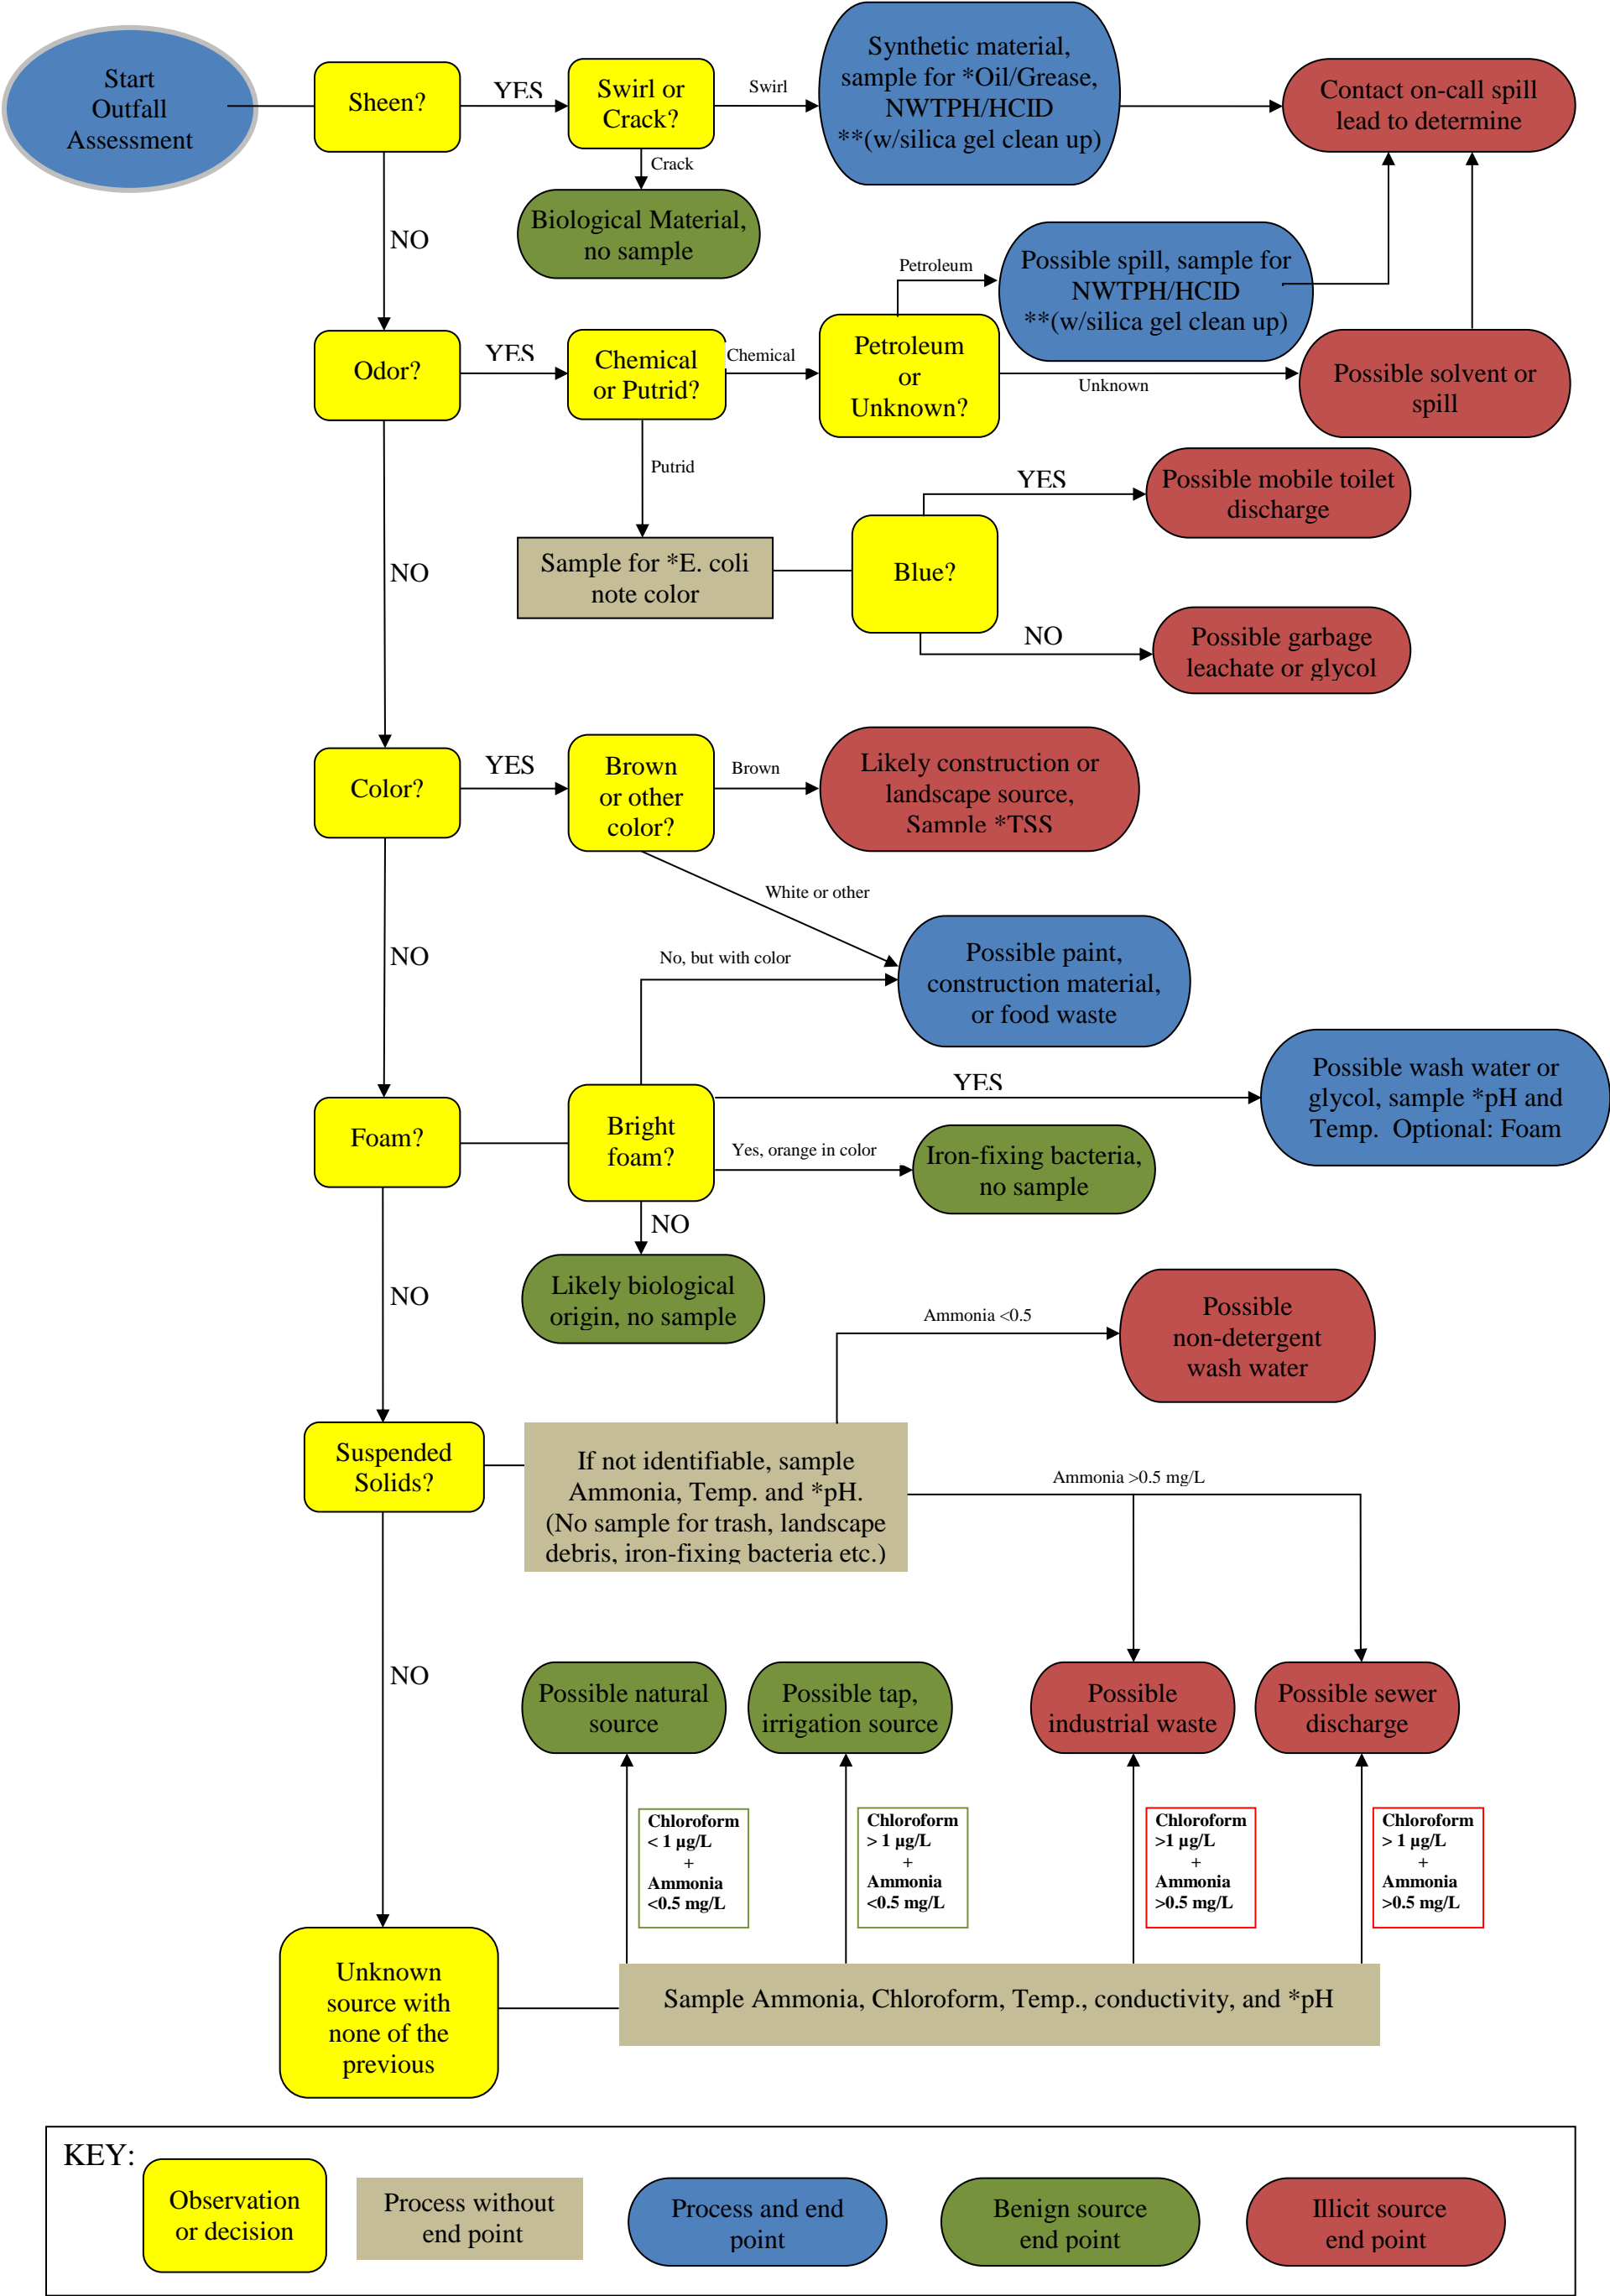 Start
Outfall
Assessment
Sheen?
YES
Swirl or
Crack?
Swirl
Synthetic material,
sample for *Oil/Grease,
NWTPH/HCID
**(w/silica gel clean up)
Contact on-call spill
lead to determine
Crack
Biological Material,
no sample
NO
Petroleum
Possible spill, sample for
NWTPH/HCID
**(w/silica gel clean up)
Odor?
YES
Chemical
or Putrid?
Chemical
Petroleum
or
Unknown?
Unknown
Possible solvent or
spill
Putrid
YES
Possible mobile toilet
discharge
Sample for *E. coli
note color
Blue?
NO
NO
Possible garbage
leachate or glycol
Color?
YES
Brown
or other
color?
Brown
Likely construction or
landscape source,
Sample *TSS
White or other
NO
No, but with color
Possible paint,
construction material,
or food waste
Foam?
Bright
foam?
YES
Possible wash water or
glycol, sample *pH and
Temp.  Optional: Foam
Yes, orange in color
Iron-fixing bacteria,
no sample
NO
Likely biological
origin, no sample
NO
Ammonia <0.5
Possible
non-detergent
wash water
Suspended
Solids?
If not identifiable, sample
Ammonia, Temp. and *pH.
(No sample for trash, landscape
debris, iron-fixing bacteria etc.)
Ammonia >0.5 mg/L
NO
Possible natural
source
Possible tap,
irrigation source
Possible
industrial waste
Possible sewer
discharge
Chloroform
< 1 µg/L
+
Ammonia
<0.5 mg/L
Chloroform
> 1 µg/L
+
Ammonia
<0.5 mg/L
Chloroform
>1 µg/L
+
Ammonia
>0.5 mg/L
Chloroform
> 1 µg/L
+
Ammonia
>0.5 mg/L
Unknown
source with
none of the
previous
Sample Ammonia, Chloroform, Temp., conductivity, and *pH
KEY:
Observation
or decision
Process without
end point
Process and end
point
Benign source
end point
Illicit source
end point